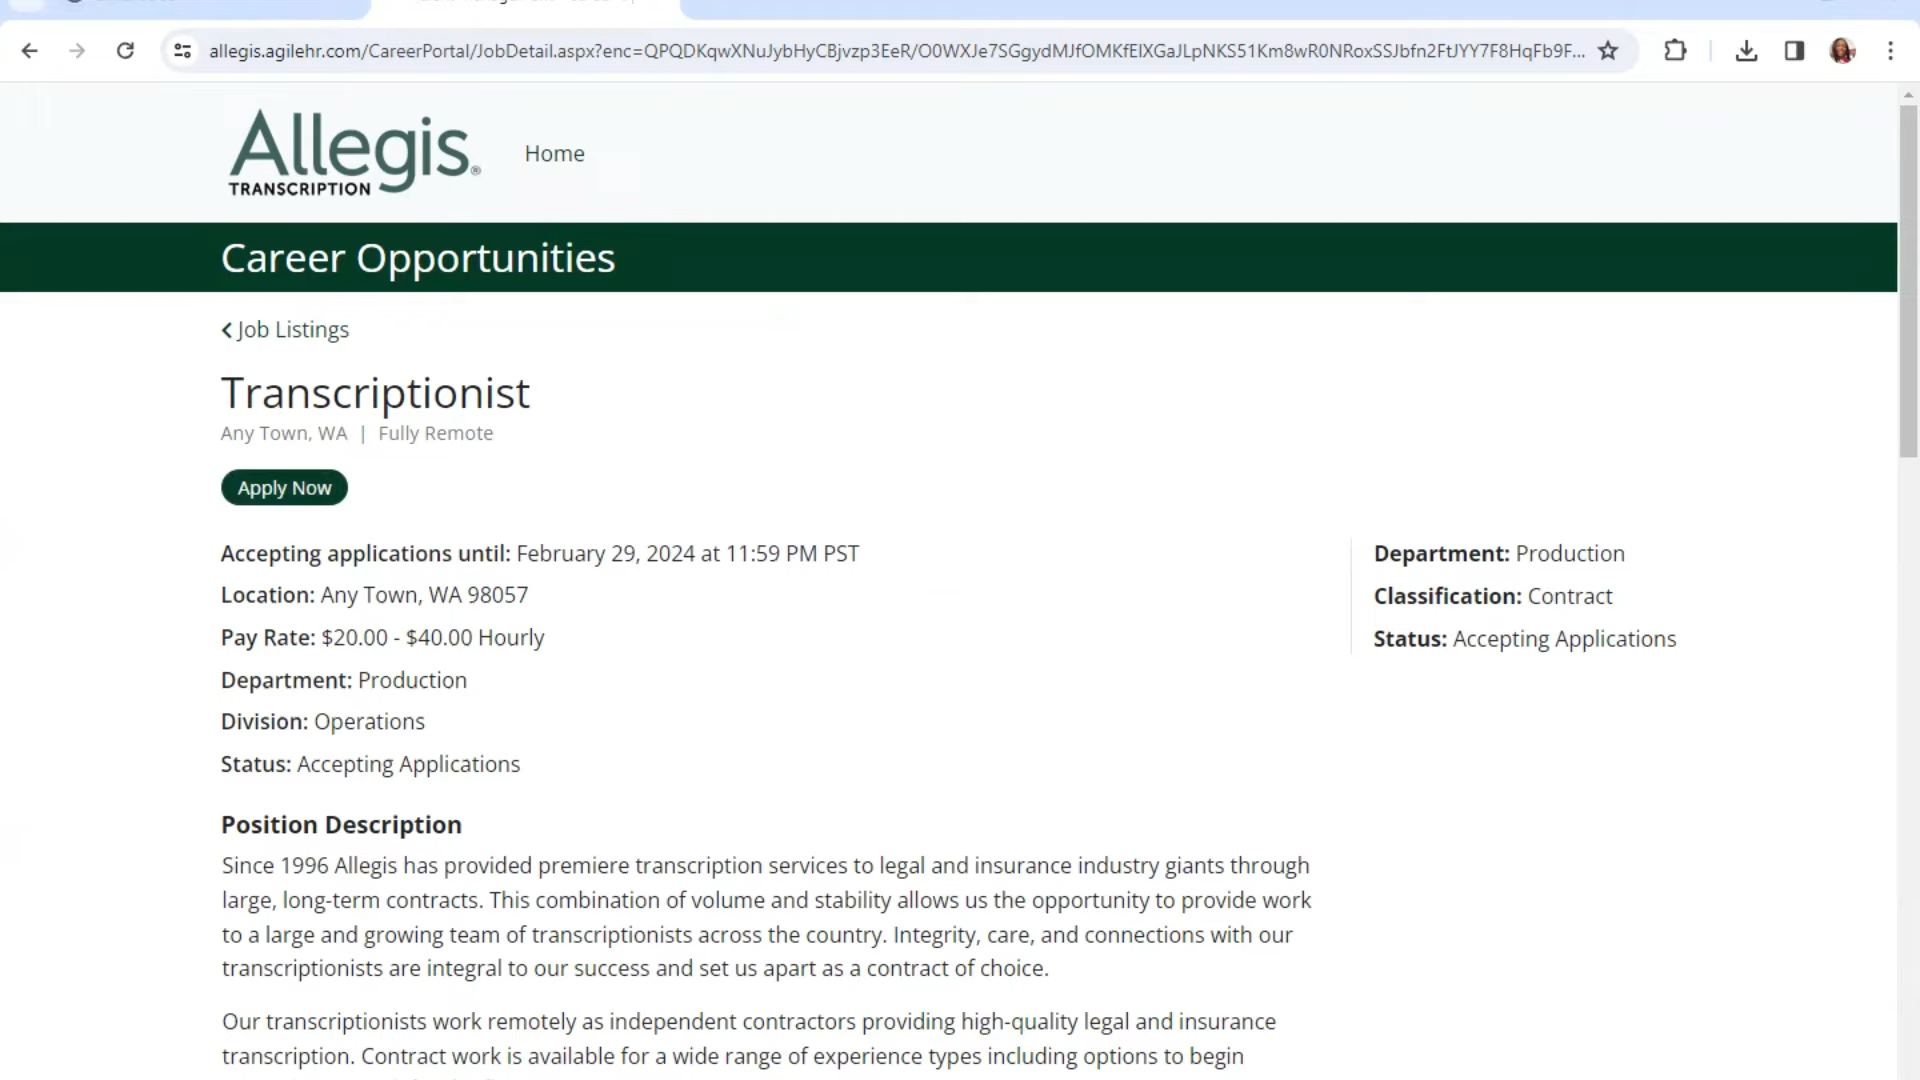 allegis.agilehr.com/CareerPortal/JobDetail.aspx?enc=QPQDKqwXNuJybHyCBjvzp3EeR/O0WXJe7SGgydMJfOMKfEIXGaJLpNKS51Km8wR0NRoxSSJbfn2FtJYY7F8HqFb9F...
Allegis®
TRANSCRIPTION
Home
Career Opportunities
Job Listings
Transcriptionist
Any Town, WA | Fully Remote
Apply Now
Accepting applications until: February 29, 2024 at 11:59 PM PST
Location: Any Town, WA 98057
Pay Rate: $20.00 - $40.00 Hourly
Department: Production
Division: Operations
Status: Accepting Applications
Department: Production
Classification: Contract
Status: Accepting Applications
Position Description
Since 1996 Allegis has provided premiere transcription services to legal and insurance industry giants through
large, long-term contracts. This combination of volume and stability allows us the opportunity to provide work
to a large and growing team of transcriptionists across the country. Integrity, care, and connections with our
transcriptionists are integral to our success and set us apart as a contract of choice.
Our transcriptionists work remotely as independent contractors providing high-quality legal and insurance
transcription. Contract work is available for a wide range of experience types including options to begin